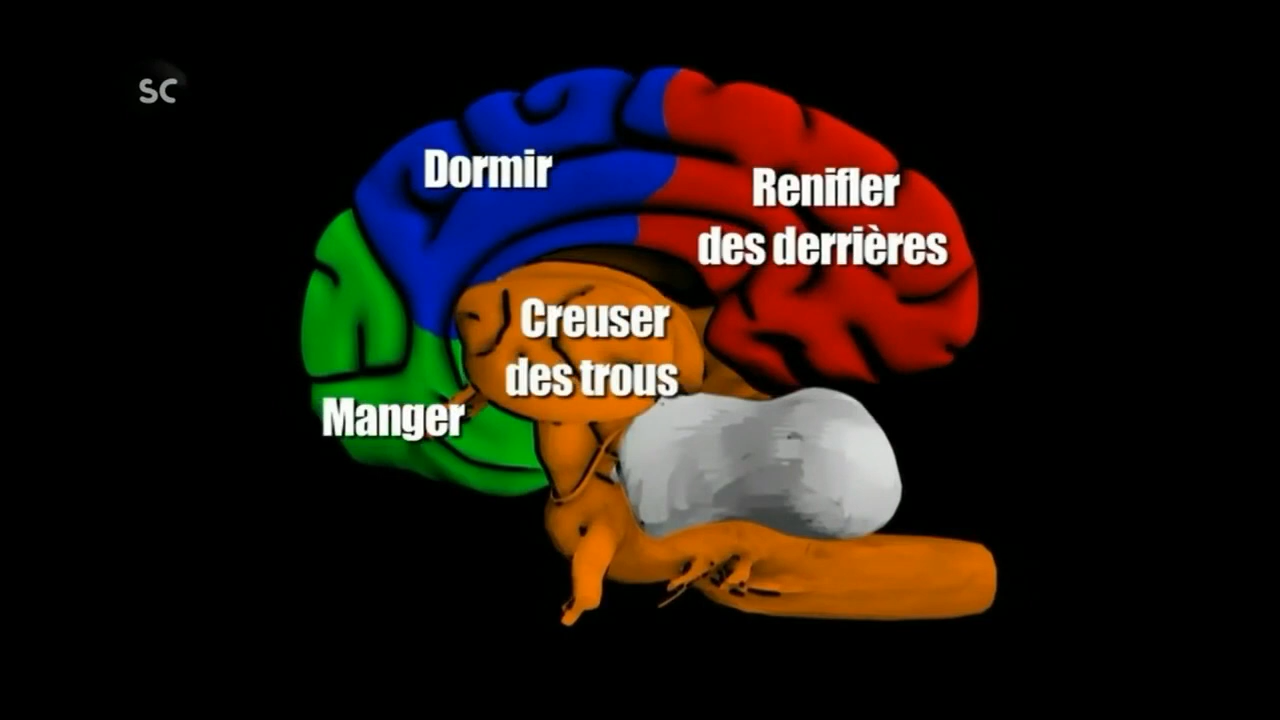 SC
Dormir
Renifler
des derrières
Creuser
des trous
Manger